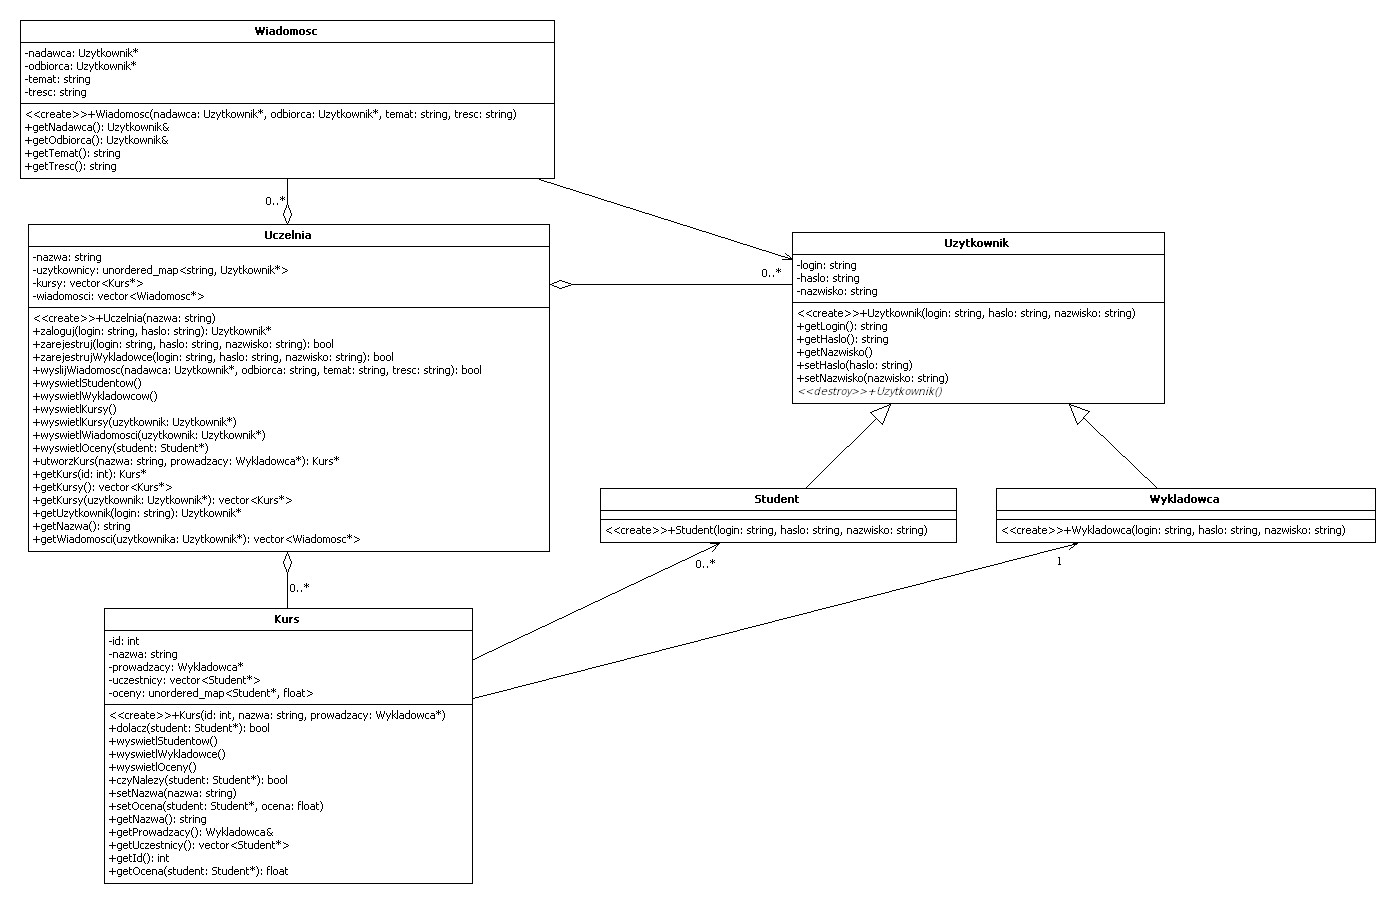 Wiadomosc
-nadawca: Uzytkownik*
-odbiorca: Uzytkownik*
-temat: string
-tresc: string
<<create>>+Wiadomosc(nadawca: Uzytkownik*, odbiorca: Uzytkownik*, temat: string, tresc: string)
+getNadawca(): Uzytkownik&
+getOdbiorca(): Uzytkownik&
+getTemat(): string
+getTresc(): string
0..*
Uczelnia
-nazwa: string
-uzytkownicy: unordered_map<string, Uzytkownik*>
-kursy: vector<Kurs*>
-wiadomosci: vector<Wiadomosc*>
<<create>>+Uczelnia(nazwa: string)
+zaloguj(login: string, haslo: string): Uzytkownik*
+zarejestruj(login: string, haslo: string, nazwisko: string): bool
+zarejestrujWykladowce(login: string, haslo: string, nazwisko: string): bool
+wyslijWiadomosc(nadawca: Uzytkownik*, odbiorca: string, temat: string, tresc: string): bool
+wyswietlStudentow()
+wyswietlWykladowcow()
+wyswietlKursy()
+wyswietlKursy(uzytkownik: Uzytkownik*)
+wyswietlWiadomosci(uzytkownik: Uzytkownik*)
+wyswietlOceny(student: Student*)
+utworzKurs(nazwa: string, prowadzacy: Wykladowca*): Kurs*
+getKurs(id: int): Kurs*
+getKursy(): vector<Kurs*>
+getKursy(uzytkownik: Uzytkownik*): vector<Kurs*>
+getUzytkownik(login: string): Uzytkownik*
+getNazwa(): string
+getWiadomosci(uzytkownika: Uzytkownik*): vector<Wiadomosc*>
0..*
Uzytkownik
-login: string
-haslo: string
-nazwisko: string
<<create>>+Uzytkownik(login: string, haslo: string, nazwisko: string)
+getLogin(): string
+getHaslo(): string
+getNazwisko()
+setHaslo(haslo: string)
+setNazwisko(nazwisko: string)
<<destroy>>+Uzytkownik()
Student
<<create>>+Student(login: string, haslo: string, nazwisko: string)
Wykladowca
<<create>>+Wykladowca(login: string, haslo: string, nazwisko: string)
0..*
1
0..*
Kurs
-id: int
-nazwa: string
-prowadzacy: Wykladowca*
-uczestnicy: vector<Student*>
-oceny: unordered_map<Student*, float>
<<create>>+Kurs(id: int, nazwa: string, prowadzacy: Wykladowca*)
+dolacz(student: Student*): bool
+wyswietlStudentow()
+wyswietlWykladowce()
+wyswietlOceny()
+czyNalezy(student: Student*): bool
+setNazwa(nazwa: string)
+setOcena(student: Student*, ocena: float)
+getNazwa(): string
+getProwadzacy(): Wykladowca&
+getUczestnicy(): vector<Student*>
+getId(): int
+getOcena(student: Student*): float